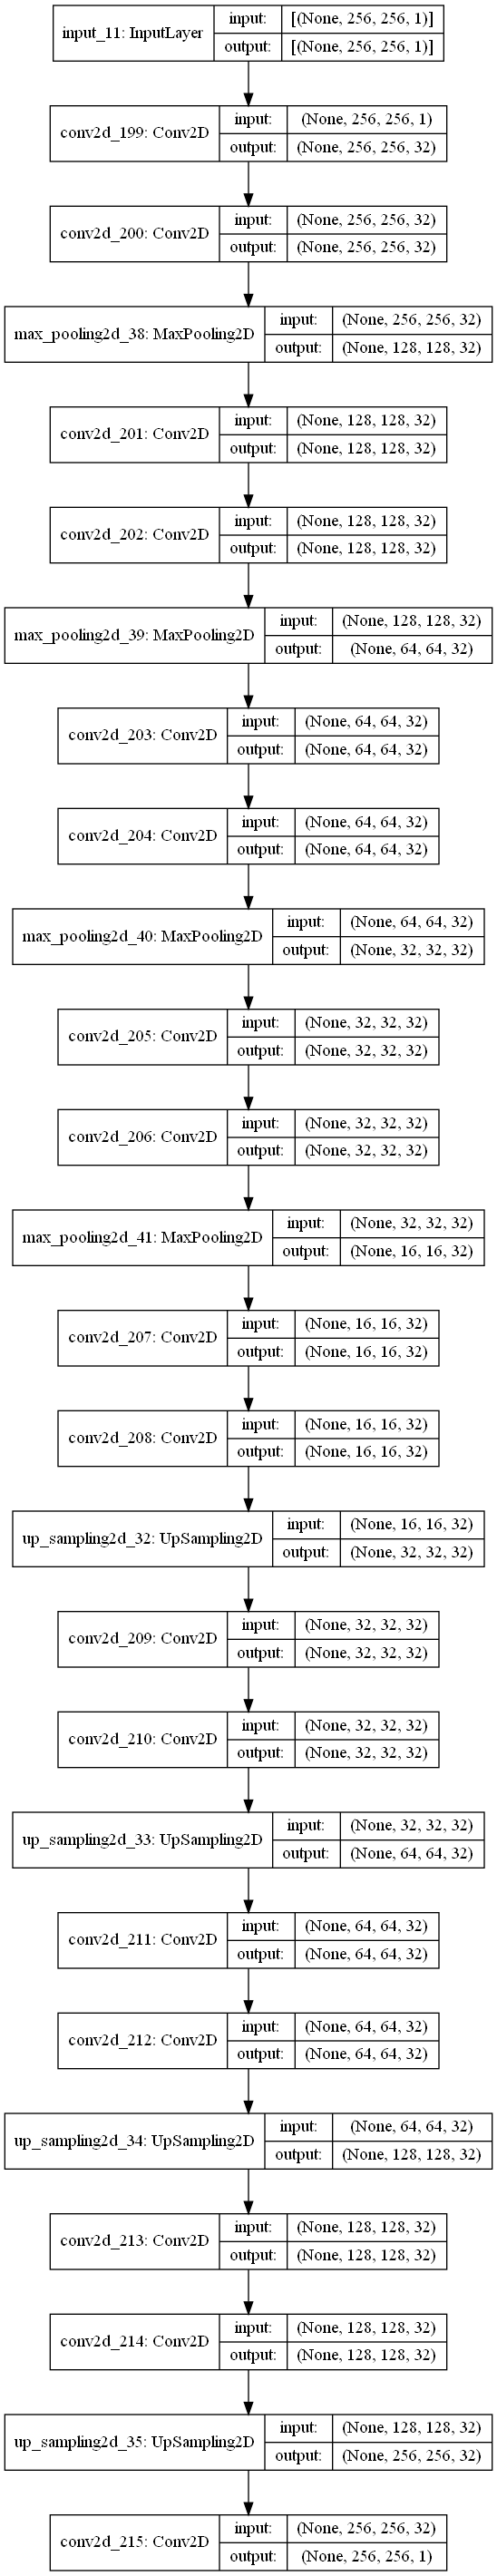 input_11: InputLayer input: [(None, 256, 256, 1)]
output: [(None, 256, 256, 1)]
conv2d_199: Conv2D input: (None, 256, 256, 1)
output: (None, 256, 256, 32)
conv2d_200: Conv2D input: (None, 256, 256, 32)
output: (None, 256, 256, 32)
max_pooling2d_38: MaxPooling2D input: (None, 256, 256, 32)
output: (None, 128, 128, 32)
conv2d_201: Conv2D input: (None, 128, 128, 32)
output: (None, 128, 128, 32)
conv2d_202: Conv2D input: (None, 128, 128, 32)
output: (None, 128, 128, 32)
max_pooling2d_39: MaxPooling2D input: (None, 128, 128, 32)
output: (None, 64, 64, 32)
conv2d_203: Conv2D input: (None, 64, 64, 32)
output: (None, 64, 64, 32)
conv2d_204: Conv2D input: (None, 64, 64, 32)
output: (None, 64, 64, 32)
max_pooling2d_40: MaxPooling2D input: (None, 64, 64, 32)
output: (None, 32, 32, 32)
conv2d_205: Conv2D input: (None, 32, 32, 32)
output: (None, 32, 32, 32)
conv2d_206: Conv2D input: (None, 32, 32, 32)
output: (None, 32, 32, 32)
max_pooling2d_41: MaxPooling2D input: (None, 32, 32, 32)
output: (None, 16, 16, 32)
conv2d_207: Conv2D input: (None, 16, 16, 32)
output: (None, 16, 16, 32)
conv2d_208: Conv2D input: (None, 16, 16, 32)
output: (None, 16, 16, 32)
up_sampling2d_32: UpSampling2D input: (None, 16, 16, 32)
output: (None, 32, 32, 32)
conv2d_209: Conv2D input: (None, 32, 32, 32)
output: (None, 32, 32, 32)
conv2d_210: Conv2D input: (None, 32, 32, 32)
output: (None, 32, 32, 32)
up_sampling2d_33: UpSampling2D input: (None, 32, 32, 32)
output: (None, 64, 64, 32)
conv2d_211: Conv2D input: (None, 64, 64, 32)
output: (None, 64, 64, 32)
conv2d_212: Conv2D input: (None, 64, 64, 32)
output: (None, 64, 64, 32)
up_sampling2d_34: UpSampling2D input: (None, 64, 64, 32)
output: (None, 128, 128, 32)
conv2d_213: Conv2D input: (None, 128, 128, 32)
output: (None, 128, 128, 32)
conv2d_214: Conv2D input: (None, 128, 128, 32)
output: (None, 128, 128, 32)
up_sampling2d_35: UpSampling2D input: (None, 128, 128, 32)
output: (None, 256, 256, 32)
conv2d_215: Conv2D input: (None, 256, 256, 32)
output: (None, 256, 256, 1)